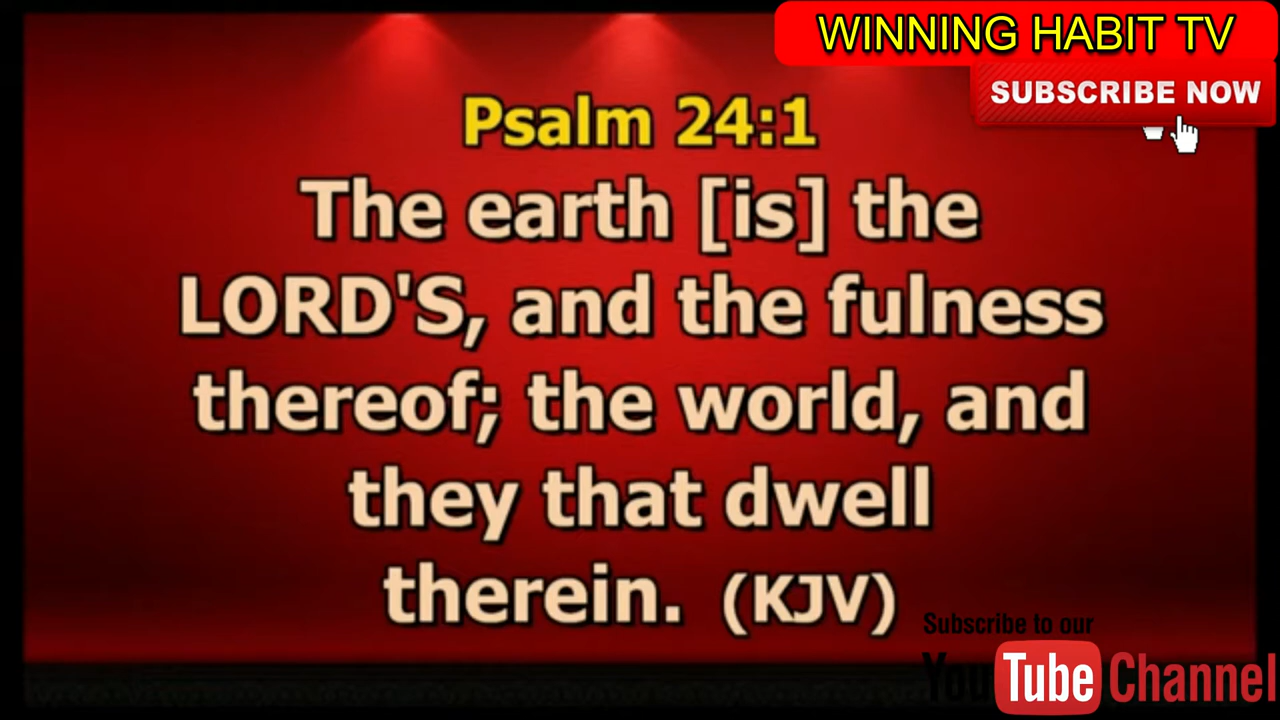 WINNING HABIT TV
SUBSCRIBE NOW
Psalm 24:1
The earth [is] the
LORD'S, and the fulness
thereof; the world, and
they that dwell
therein. (KJV)
Subscribe to our
YouTube Channel